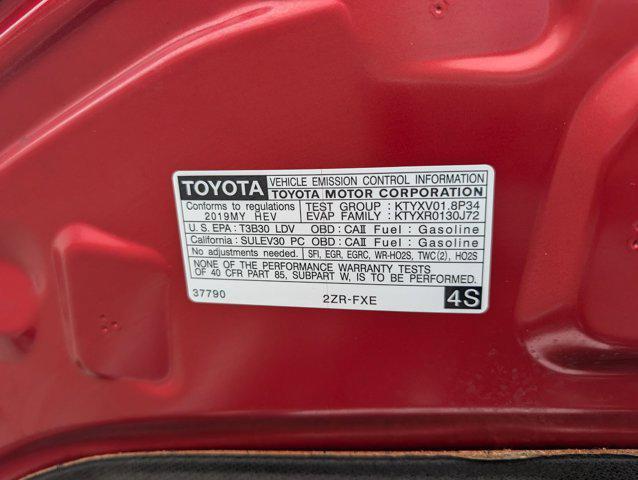 TOYOTA VEHICLE EMISSION CONTROL INFORMATION
TOYOTA MOTOR CORPORATION
Conforms to regulations
2019MY HEV
TEST GROUP : KTYXV01.8P34
EVAP FAMILY : KTYXR0130J72
U.S. EPA : T3B30 LDV OBD : CAII Fuel : Gasoline
California : SULEV30 PC OBD : CAII Fuel : Gasoline
No adjustments needed. SFI, EGR, EGRC, WR-HO2S, TWC(2), HO2S
NONE OF THE PERFORMANCE WARRANTY TESTS
OF 40 CFR PART 85, SUBPART W, IS TO BE PERFORMED.
37790 2ZR-FXE 4S